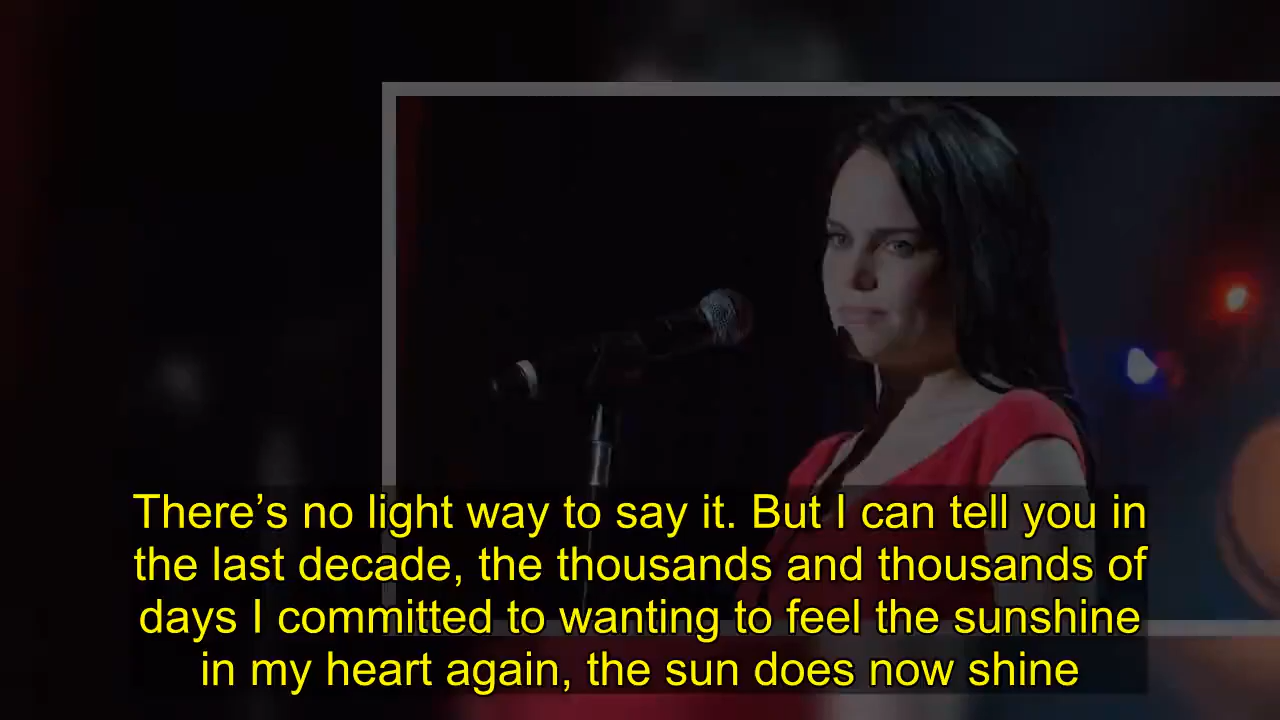 There’s no light way to say it. But I can tell you in
the last decade, the thousands and thousands of
days I committed to wanting to feel the sunshine
in my heart again, the sun does now shine